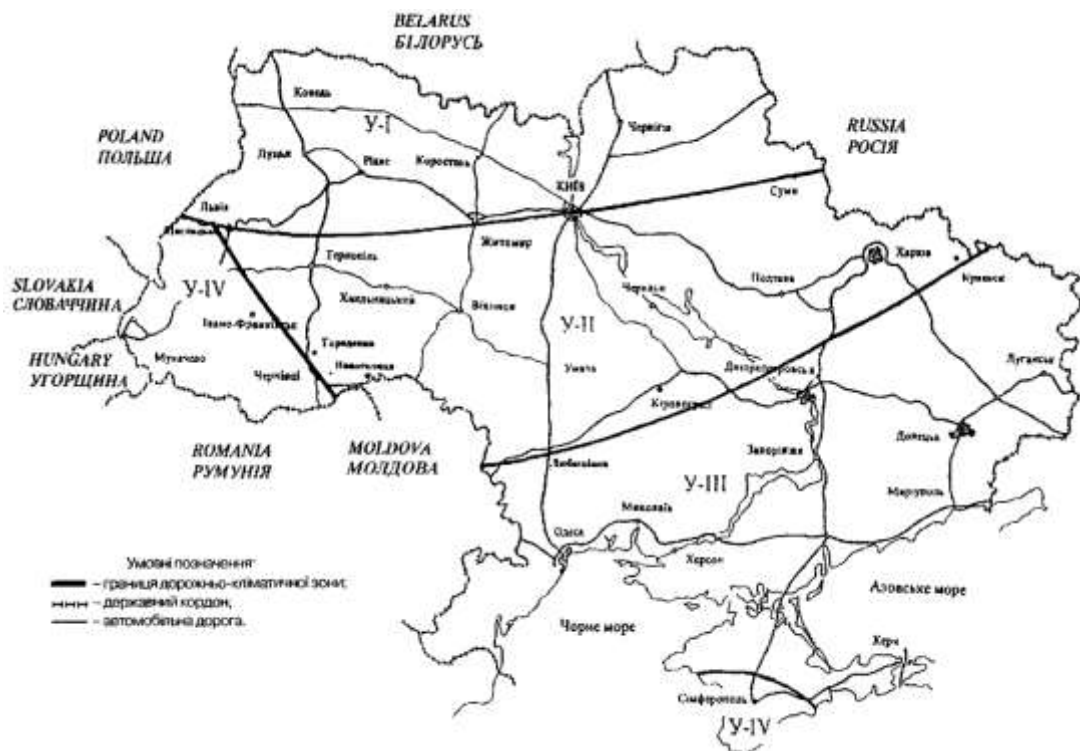 BELARUS
БІЛОРУСЬ
Ковель
У-І
Чернігів
RUSSIA
РОСІЯ
POLAND
ПОЛЬША
Луцьк
Рівне
Коростень
КИЇВ
Суми
Львів
Житомир
Тернопіль
Харків
Полтава
SLOVAKIA
СЛОВАЧЧИНА
У-IV
Хмельницький
Вінниця
У-ІІ
Івано-Франківськ
HUNGARY
УГОРЩИНА
Мукачево
Городенка
Чернівці
Умань
Дніпропетровськ
Луганськ
Кіровоград
Донецьк
ROMANIA
РУМУНІЯ
MOLDOVA
МОЛДОВА
Запоріжжя
У-ІІІ
Маріуполь
Миколаїв
Одеса
Херсон
Умовні позначення:
– границя дорожньо-кліматичної зони;
– державний кордон;
– автомобільна дорога.
Азовське море
Чорне море
Керч
Сімферополь
У-IV